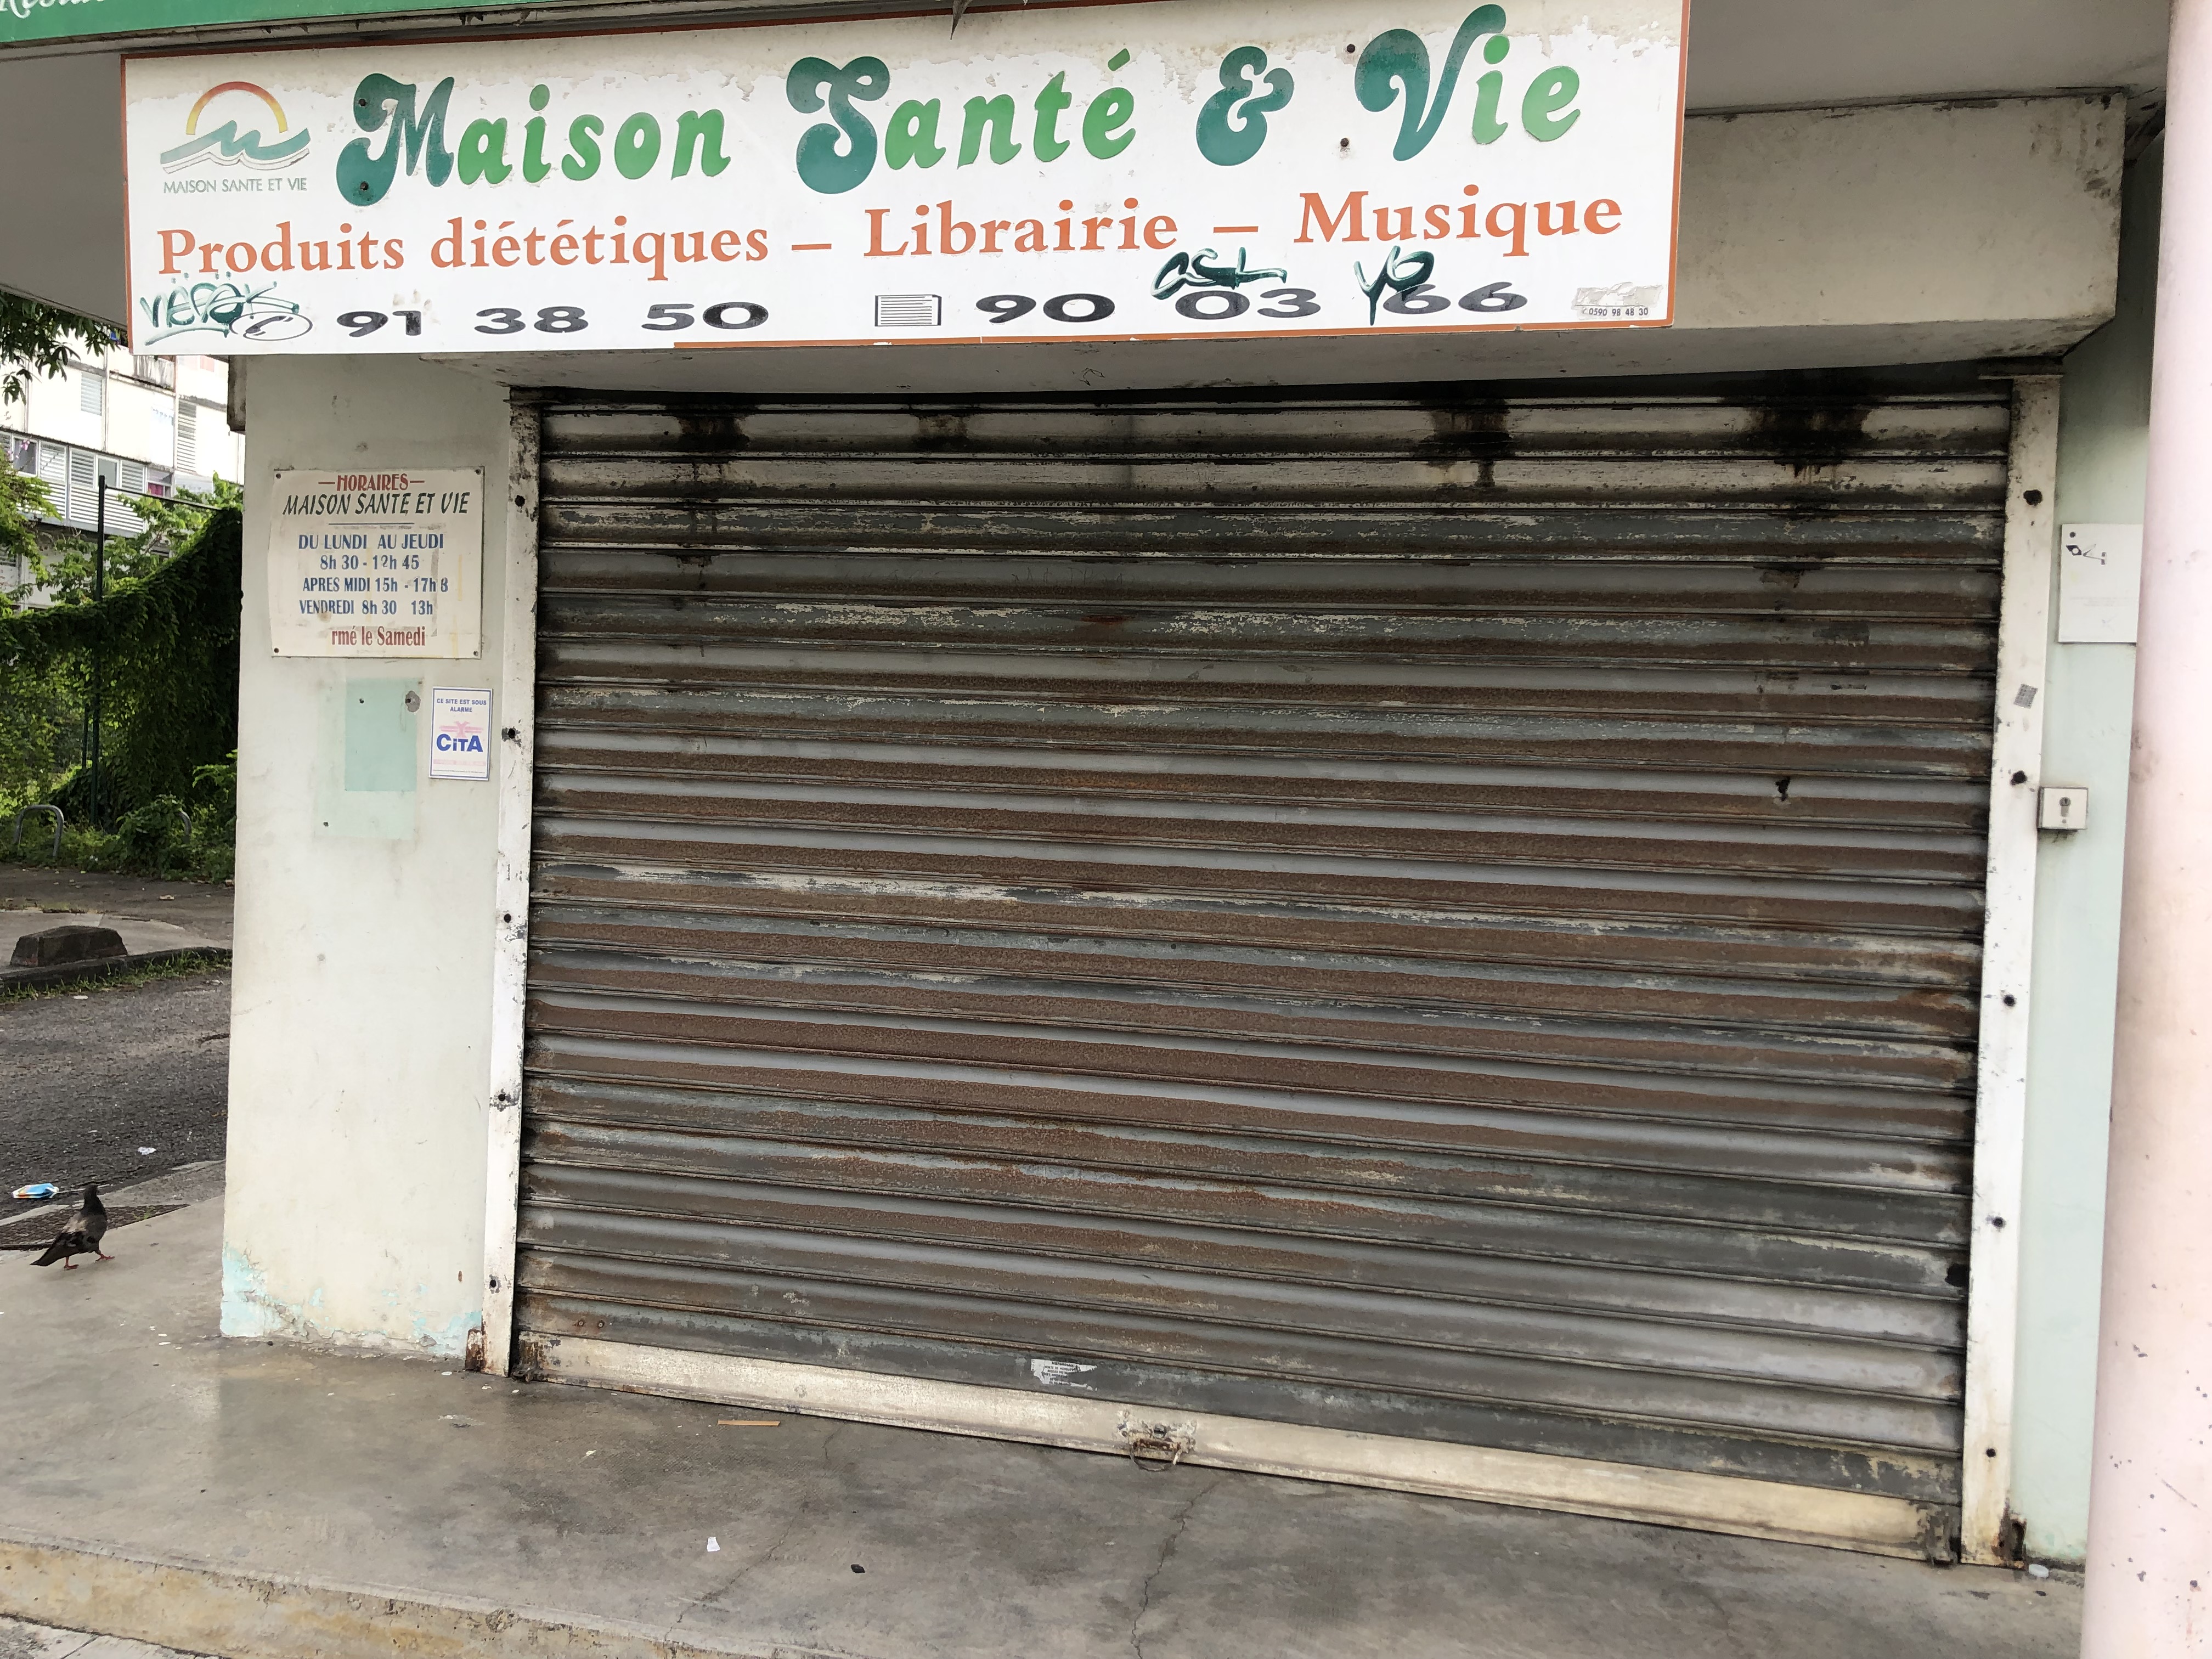 Maison Santé & Vie
MAISON SANTE ET VIE
Produits diététiques – Librairie – Musique
91 38 50 90 03 66
0590 98 48 30
HORAIRES
MAISON SANTE ET VIE
DU LUNDI AU JEUDI
8h 30 - 12h 45
APRES MIDI 15h - 17h 3
VENDREDI 8h 30 13h
rmé le Samedi
CE SITE EST SOUS
ALARME
CiTA